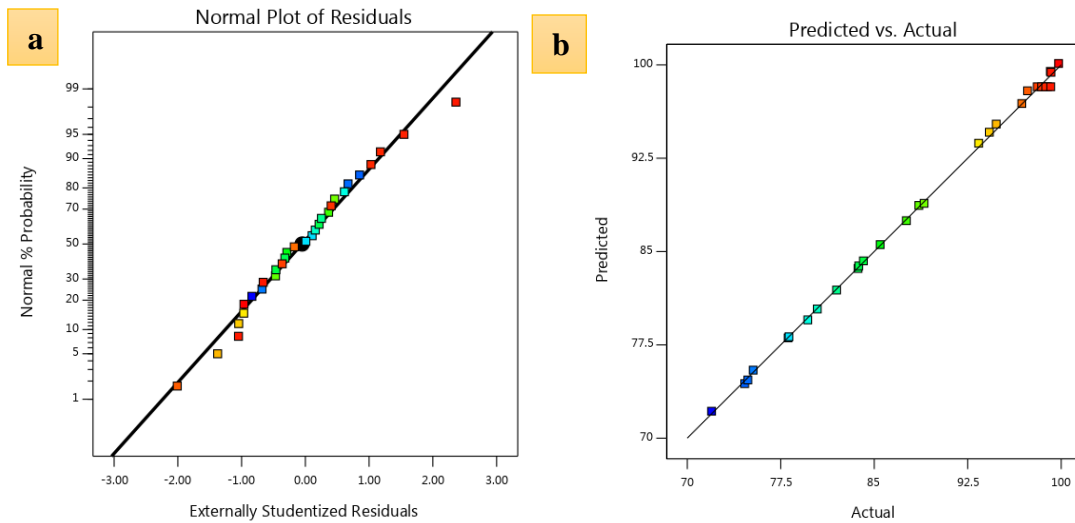 a
Normal Plot of Residuals
Normal % Probability
99
95
90
80
70
50
30
20
10
5
1
-3.00 -2.00 -1.00 0.00 1.00 2.00 3.00
Externally Studentized Residuals
b
Predicted vs. Actual
Predicted
100
92.5
85
77.5
70
70 77.5 85 92.5 100
Actual